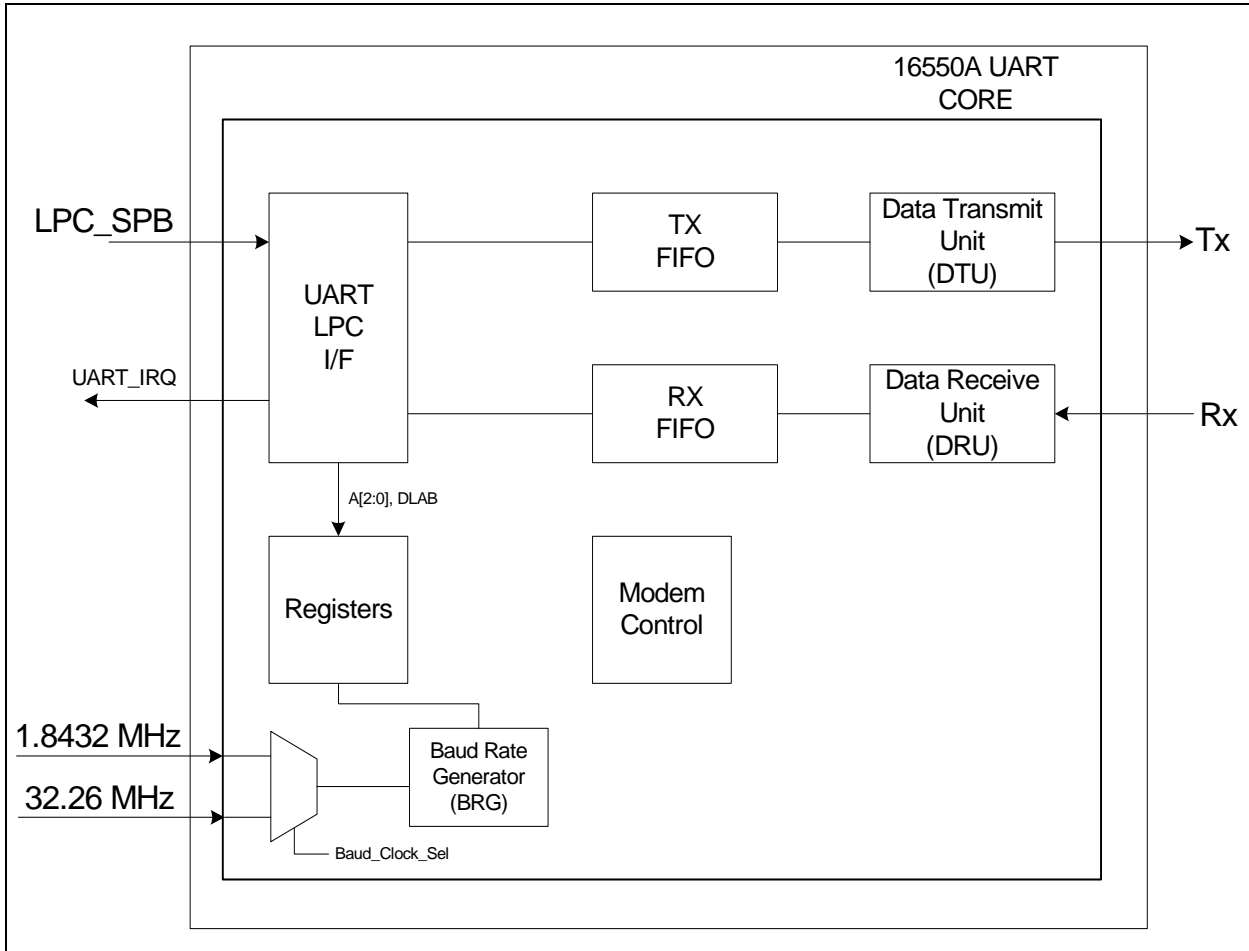 16550A UART
CORE
LPC_SPB
UART
LPC
I/F
TX
FIFO
Data Transmit
Unit
(DTU)
Tx
UART_IRQ
RX
FIFO
Data Receive
Unit
(DRU)
Rx
A[2:0], DLAB
Registers
Modem
Control
1.8432 MHz
32.26 MHz
Baud Rate
Generator
(BRG)
Baud_Clock_Sel